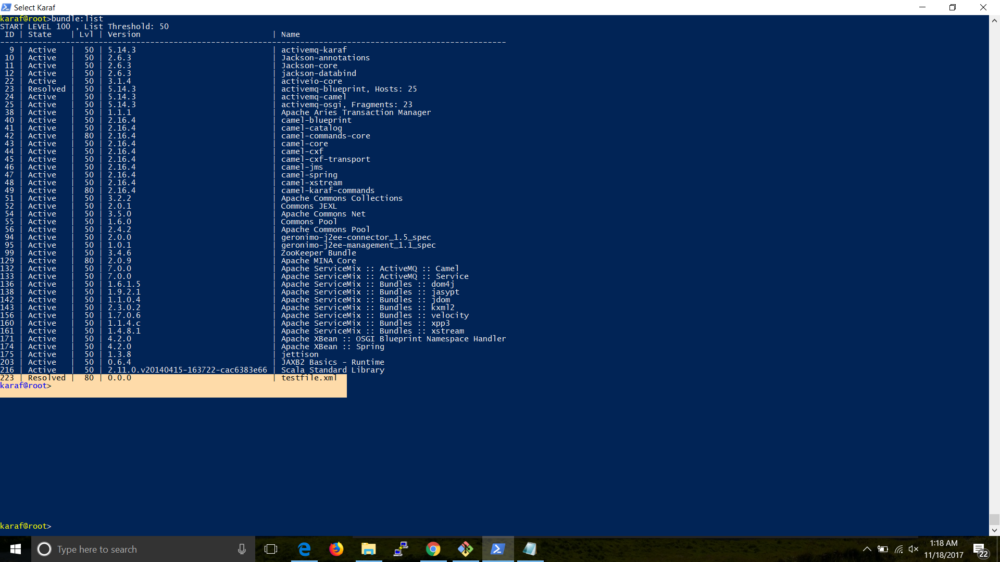 Select Karaf
karaf@root>bundle:list
START LEVEL 100 , List Threshold: 50
ID | State | Lvl | Version | Name
9 | Active | 50 | 5.14.3 | activemq-karaf
10 | Active | 50 | 2.6.3 | Jackson-annotations
11 | Active | 50 | 2.6.3 | Jackson-core
12 | Active | 50 | 2.6.3 | jackson-databind
22 | Active | 50 | 3.1.4 | activeio-core
23 | Resolved | 50 | 5.14.3 | activemq-blueprint, Hosts: 25
24 | Active | 50 | 5.14.3 | activemq-camel
25 | Active | 50 | 5.14.3 | activemq-osgi, Fragments: 23
38 | Active | 50 | 1.1.1 | Apache Aries Transaction Manager
40 | Active | 50 | 2.16.4 | camel-blueprint
41 | Active | 50 | 2.16.4 | camel-catalog
42 | Active | 80 | 2.16.4 | camel-commands-core
43 | Active | 50 | 2.16.4 | camel-core
44 | Active | 50 | 2.16.4 | camel-cxf
45 | Active | 50 | 2.16.4 | camel-cxf-transport
46 | Active | 50 | 2.16.4 | camel-jms
47 | Active | 50 | 2.16.4 | camel-spring
48 | Active | 50 | 2.16.4 | camel-xstream
49 | Active | 80 | 2.16.4 | camel-karaf-commands
51 | Active | 50 | 3.2.2 | Apache Commons Collections
52 | Active | 50 | 2.0.1 | Commons JEXL
54 | Active | 50 | 3.5.0 | Apache Commons Net
55 | Active | 50 | 1.6.0 | Commons Pool
56 | Active | 50 | 2.4.2 | Apache Commons Pool
94 | Active | 50 | 2.0.0 | geronimo-j2ee-connector_1.5_spec
95 | Active | 50 | 1.0.1 | geronimo-j2ee-management_1.1_spec
99 | Active | 50 | 3.4.6 | ZooKeeper Bundle
129 | Active | 80 | 2.0.9 | Apache MINA Core
132 | Active | 50 | 7.0.0 | Apache ServiceMix :: ActiveMQ :: Camel
133 | Active | 50 | 7.0.0 | Apache ServiceMix :: ActiveMQ :: Service
136 | Active | 50 | 1.6.1.5 | Apache ServiceMix :: Bundles :: dom4j
138 | Active | 50 | 1.9.2.1 | Apache ServiceMix :: Bundles :: jasypt
142 | Active | 50 | 1.1.0.4 | Apache ServiceMix :: Bundles :: jdom
143 | Active | 50 | 2.3.0.2 | Apache ServiceMix :: Bundles :: kxml2
156 | Active | 50 | 1.7.0.6 | Apache ServiceMix :: Bundles :: velocity
160 | Active | 50 | 1.1.4.c | Apache ServiceMix :: Bundles :: xpp3
161 | Active | 50 | 1.4.8.1 | Apache ServiceMix :: Bundles :: xstream
171 | Active | 50 | 4.2.0 | Apache XBean :: OSGI Blueprint Namespace Handler
174 | Active | 50 | 4.2.0 | Apache XBean :: Spring
175 | Active | 50 | 1.3.8 | jettison
203 | Active | 50 | 0.6.4 | JAXB2 Basics - Runtime
216 | Active | 50 | 2.11.0.v20140415-163722-cac6383e66 | Scala Standard Library
223 | Resolved | 80 | 0.0.0 | testfile.xml
karaf@root>
karaf@root>
Type here to search
1:18 AM
11/18/2017
22